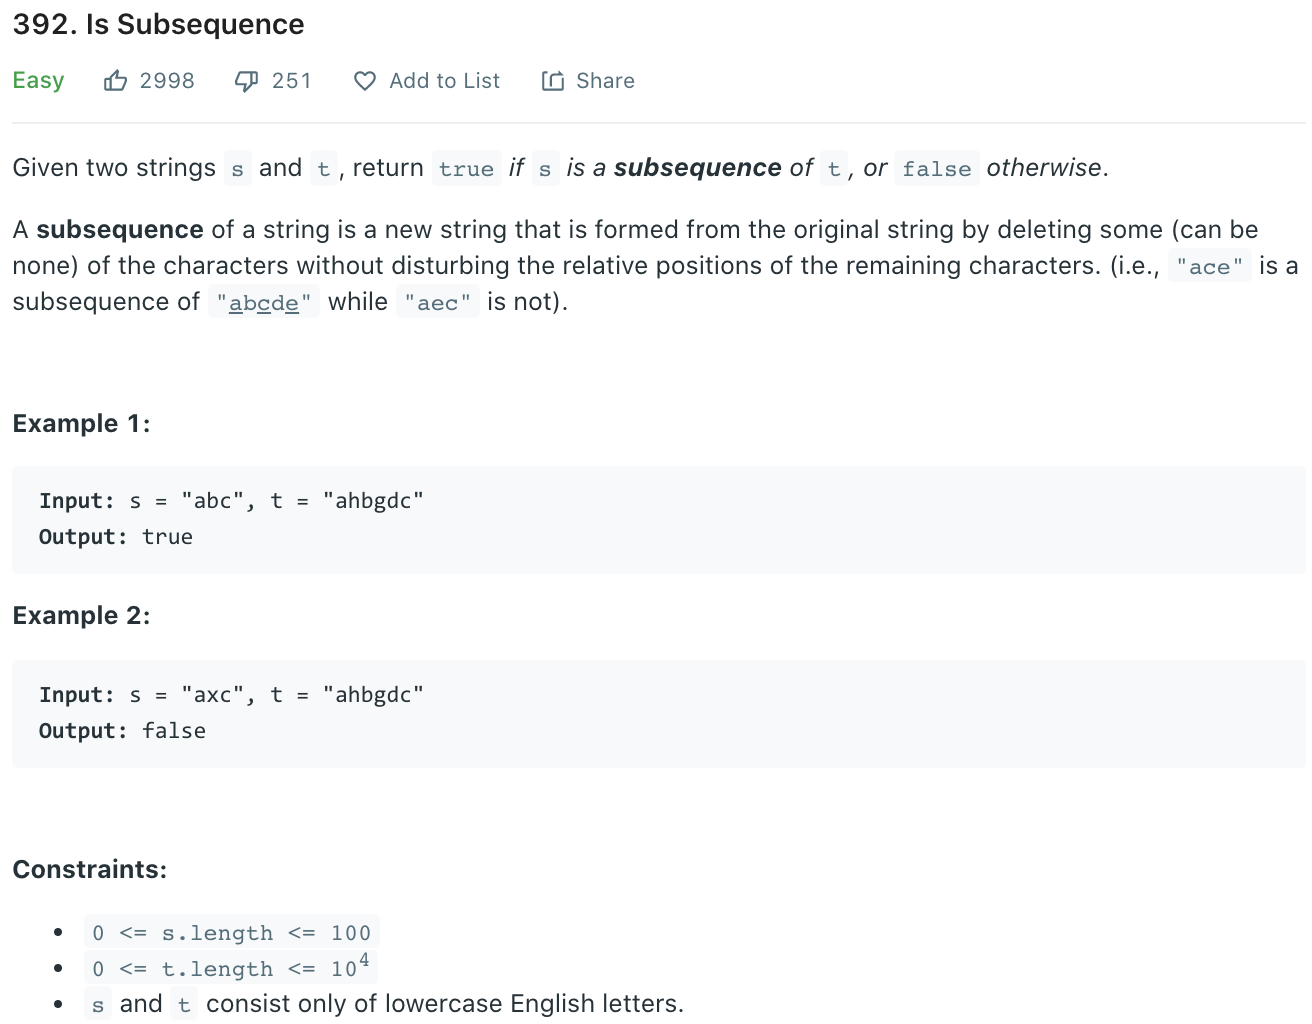 392. Is Subsequence
Easy 2998 251 Add to List Share
Given two strings s and t, return true if s is a subsequence of t, or false otherwise.
A subsequence of a string is a new string that is formed from the original string by deleting some (can be
none) of the characters without disturbing the relative positions of the remaining characters. (i.e., "ace" is a
subsequence of "abcde" while "aec" is not).
Example 1:
Input: s = "abc", t = "ahbgdc"
Output: true
Example 2:
Input: s = "axc", t = "ahbgdc"
Output: false
Constraints:
• 0 <= s.length <= 100
• 0 <= t.length <= 10⁴
• s and t consist only of lowercase English letters.